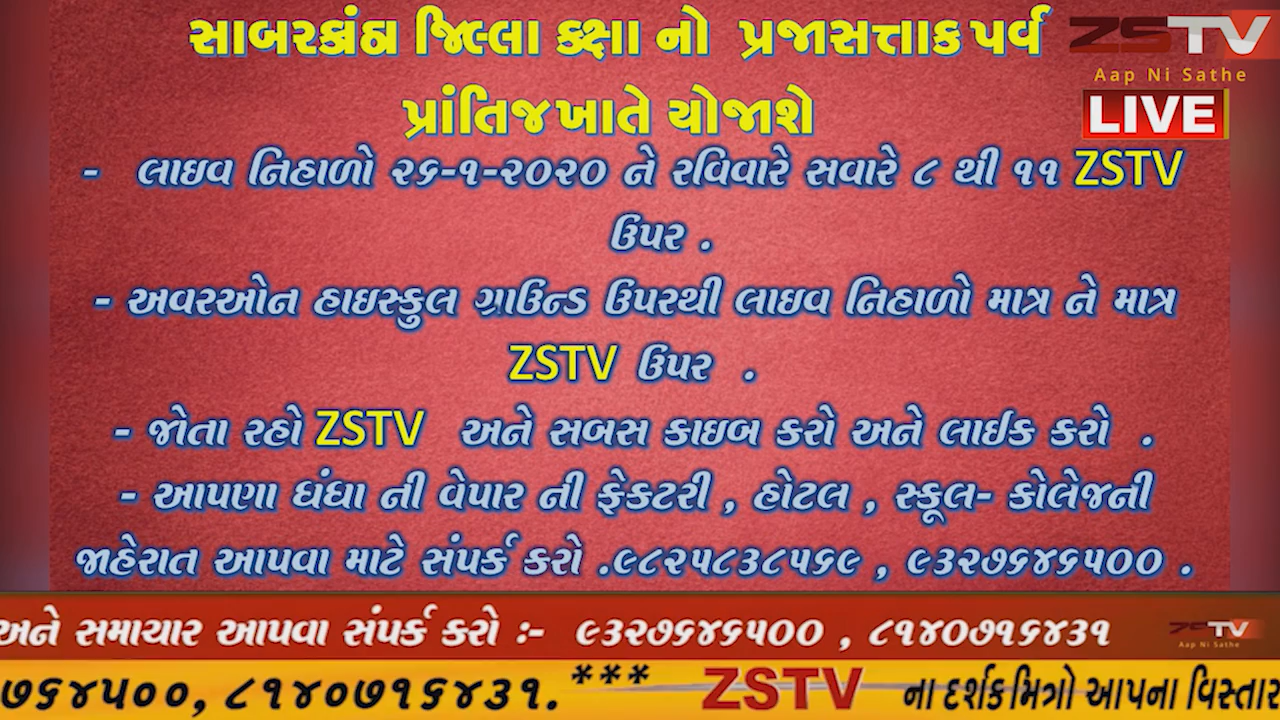 સાબરકાંઠા જિલ્લા કક્ષા નો પ્રજાસત્તાક પર્વ
પ્રાંતિજ ખાતે યોજાશે
ZSTV
Aap Ni Sathe
LIVE
- લાઇવ નિહાળો ૨૬-૧-૨૦૨૦ ને રવિવારે સવારે ૮ થી ૧૧ ZSTV
ઉપર .
- અવરઓન હાઇસ્કુલ ગ્રાઉન્ડ ઉપરથી લાઇવ નિહાળો માત્ર ને માત્ર
ZSTV ઉપર .
- જોતા રહો ZSTV અને સબસ કાઇબ કરો અને લાઈક કરો .
- આપણા ધંધા ની વેપાર ની ફેકટરી , હોટલ , સ્કૂલ- કોલેજની
જાહેરાત આપવા માટે સંપર્ક કરો .૯૮૨૫૮૩૮૫૬૯ , ૯૩૨૭૬૪૬૫૦૦ .
અને સમાચાર આપવા સંપર્ક કરો :- ૯૩૨૭૬૪૬૫૦૦ , ૮૧૪૦૭૧૬૪૩૧
ZSTV
Aap Ni Sathe
૭૬૪૫૦૦, ૮૧૪૦૭૧૬૪૩૧. *** ZSTV ના દર્શક મિત્રો આપના વિસ્તાર